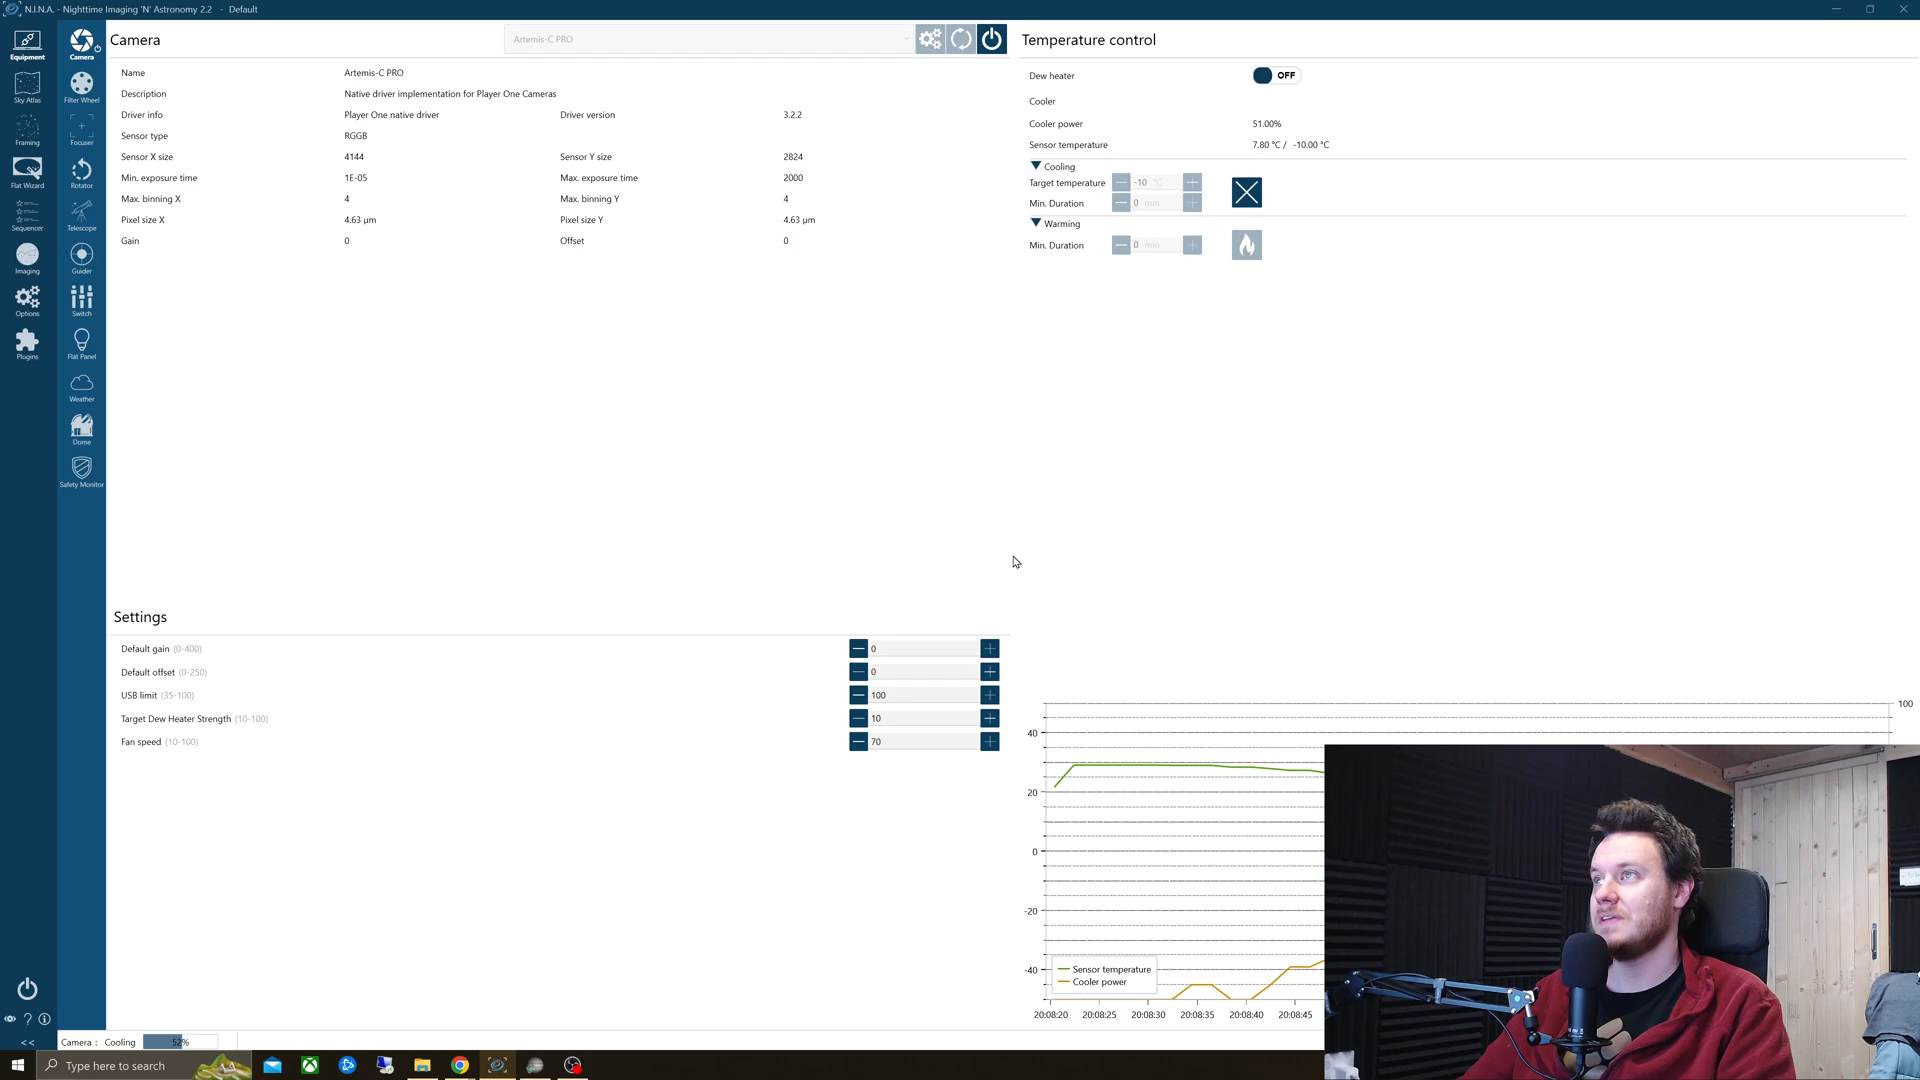 N.I.N.A. - Nighttime Imaging 'N' Astronomy 2.2 - Default
Equipment
Sky Atlas
Framing
Flat Wizard
Sequencer
Imaging
Options
Plugins
Camera
Filter Wheel
Focuser
Rotator
Telescope
Guider
Switch
Flat Panel
Weather
Dome
Safety Monitor
Camera
Artemis-C PRO
Name Artemis-C PRO
Description Native driver implementation for Player One Cameras
Driver info Player One native driver Driver version 3.2.2
Sensor type RGGB
Sensor X size 4144 Sensor Y size 2824
Min. exposure time 1E-05 Max. exposure time 2000
Max. binning X 4 Max. binning Y 4
Pixel size X 4.63 µm Pixel size Y 4.63 µm
Gain 0 Offset 0
Settings
Default gain (0-400) 0
Default offset (0-250) 0
USB limit (35-100) 100
Target Dew Heater Strength (10-100) 10
Fan speed (10-100) 70
Temperature control
Dew heater OFF
Cooler
Cooler power 51.00%
Sensor temperature 7.80 °C / -10.00 °C
Cooling
Target temperature -10 °C
Min. Duration 0 min
Warming
Min. Duration 0 min
100
40
20
0
-20
-40
Sensor temperature
Cooler power
20:08:20 20:08:25 20:08:30 20:08:35 20:08:40 20:08:45
<< Camera : Cooling 52%
Type here to search